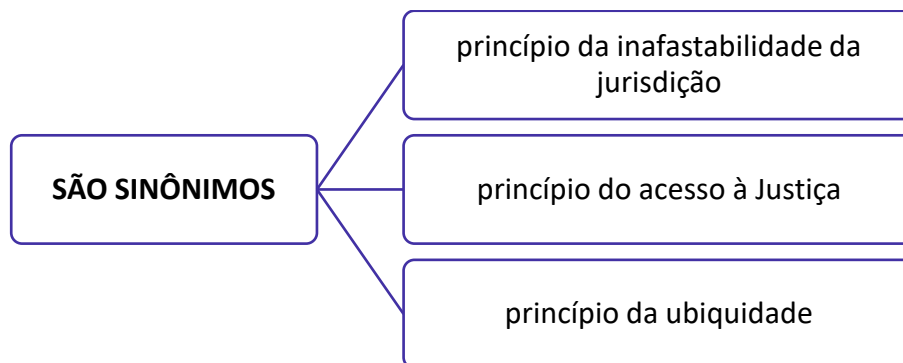 SÃO SINÔNIMOS
princípio da inafastabilidade da
jurisdição
princípio do acesso à Justiça
princípio da ubiquidade